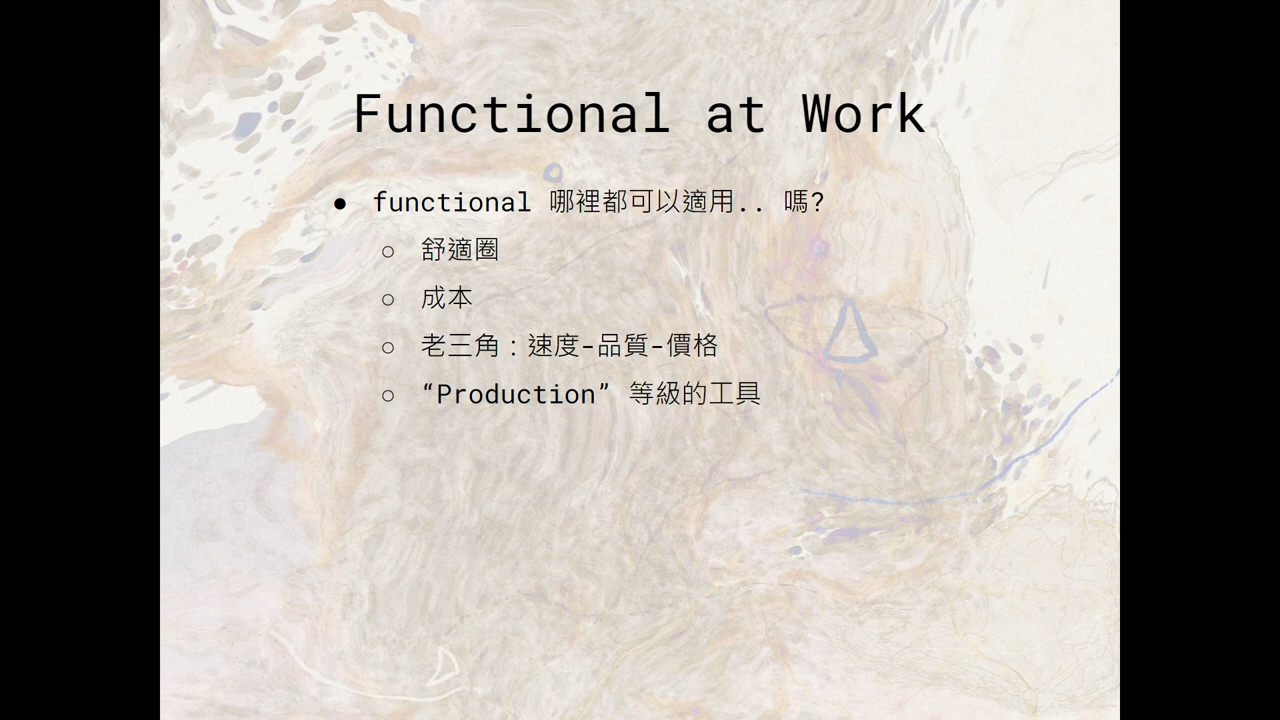 Functional at Work
● functional 哪裡都可以適用.. 嗎?
○ 舒適圈
○ 成本
○ 老三角：速度-品質-價格
○ “Production” 等級的工具